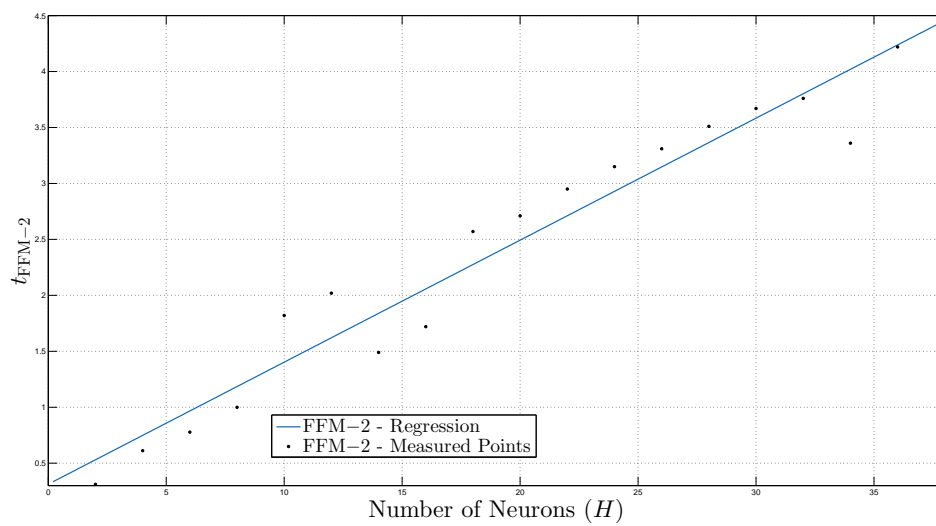 4.5
4
3.5
3
2.5
2
1.5
1
0.5
t_FFM−2
0 5 10 15 20 25 30 35
Number of Neurons (H)
FFM−2 - Regression
FFM−2 - Measured Points